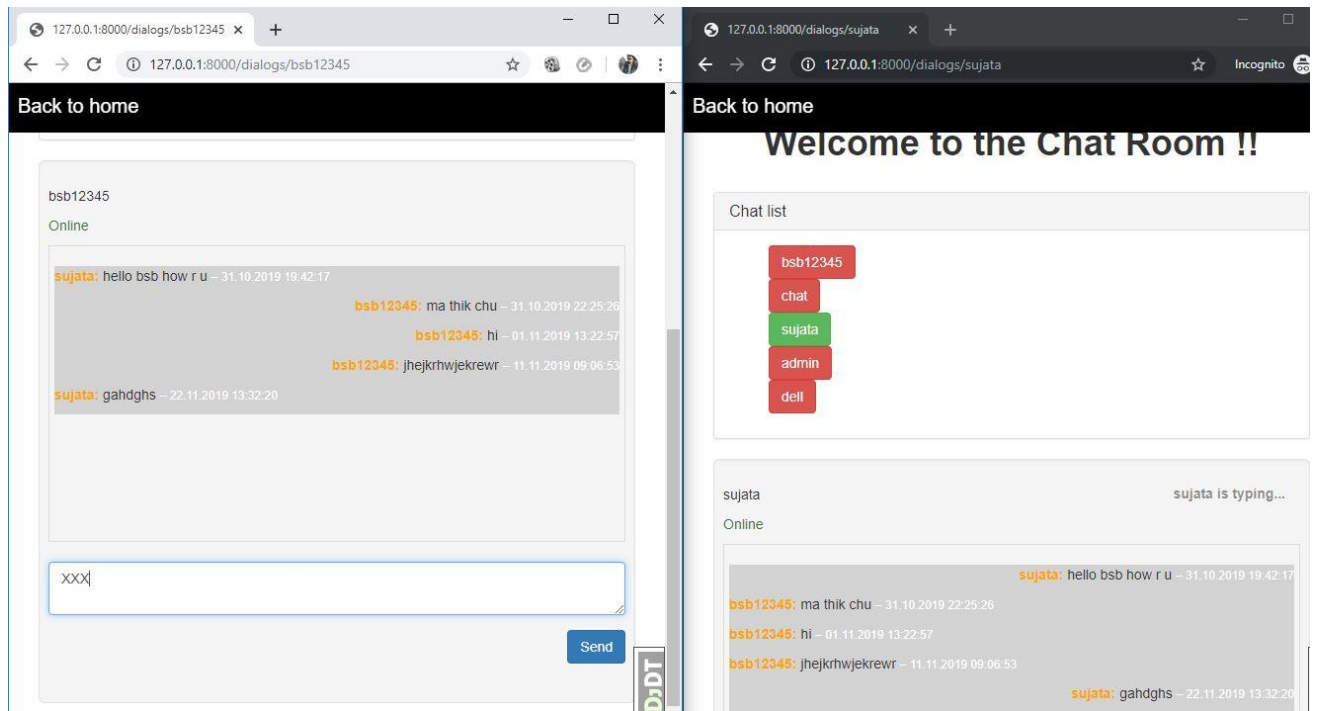 127.0.0.1:8000/dialogs/bsb12345
127.0.0.1:8000/dialogs/bsb12345
Back to home
bsb12345
Online
sujata: hello bsb how r u – 31.10.2019 19:42:17
bsb12345: ma thik chu – 31.10.2019 22:25:26
bsb12345: hi – 01.11.2019 13:22:57
bsb12345: jhejkrhwjekrewr – 11.11.2019 09:06:53
sujata: gahdghs – 22.11.2019 13:32:20
XXX
Send
DjDT
127.0.0.1:8000/dialogs/sujata
127.0.0.1:8000/dialogs/sujata
Incognito
Back to home
Welcome to the Chat Room !!
Chat list
bsb12345
chat
sujata
admin
dell
sujata
sujata is typing...
Online
sujata: hello bsb how r u – 31.10.2019 19:42:17
bsb12345: ma thik chu – 31.10.2019 22:25:26
bsb12345: hi – 01.11.2019 13:22:57
bsb12345: jhejkrhwjekrewr – 11.11.2019 09:06:53
sujata: gahdghs – 22.11.2019 13:32:20